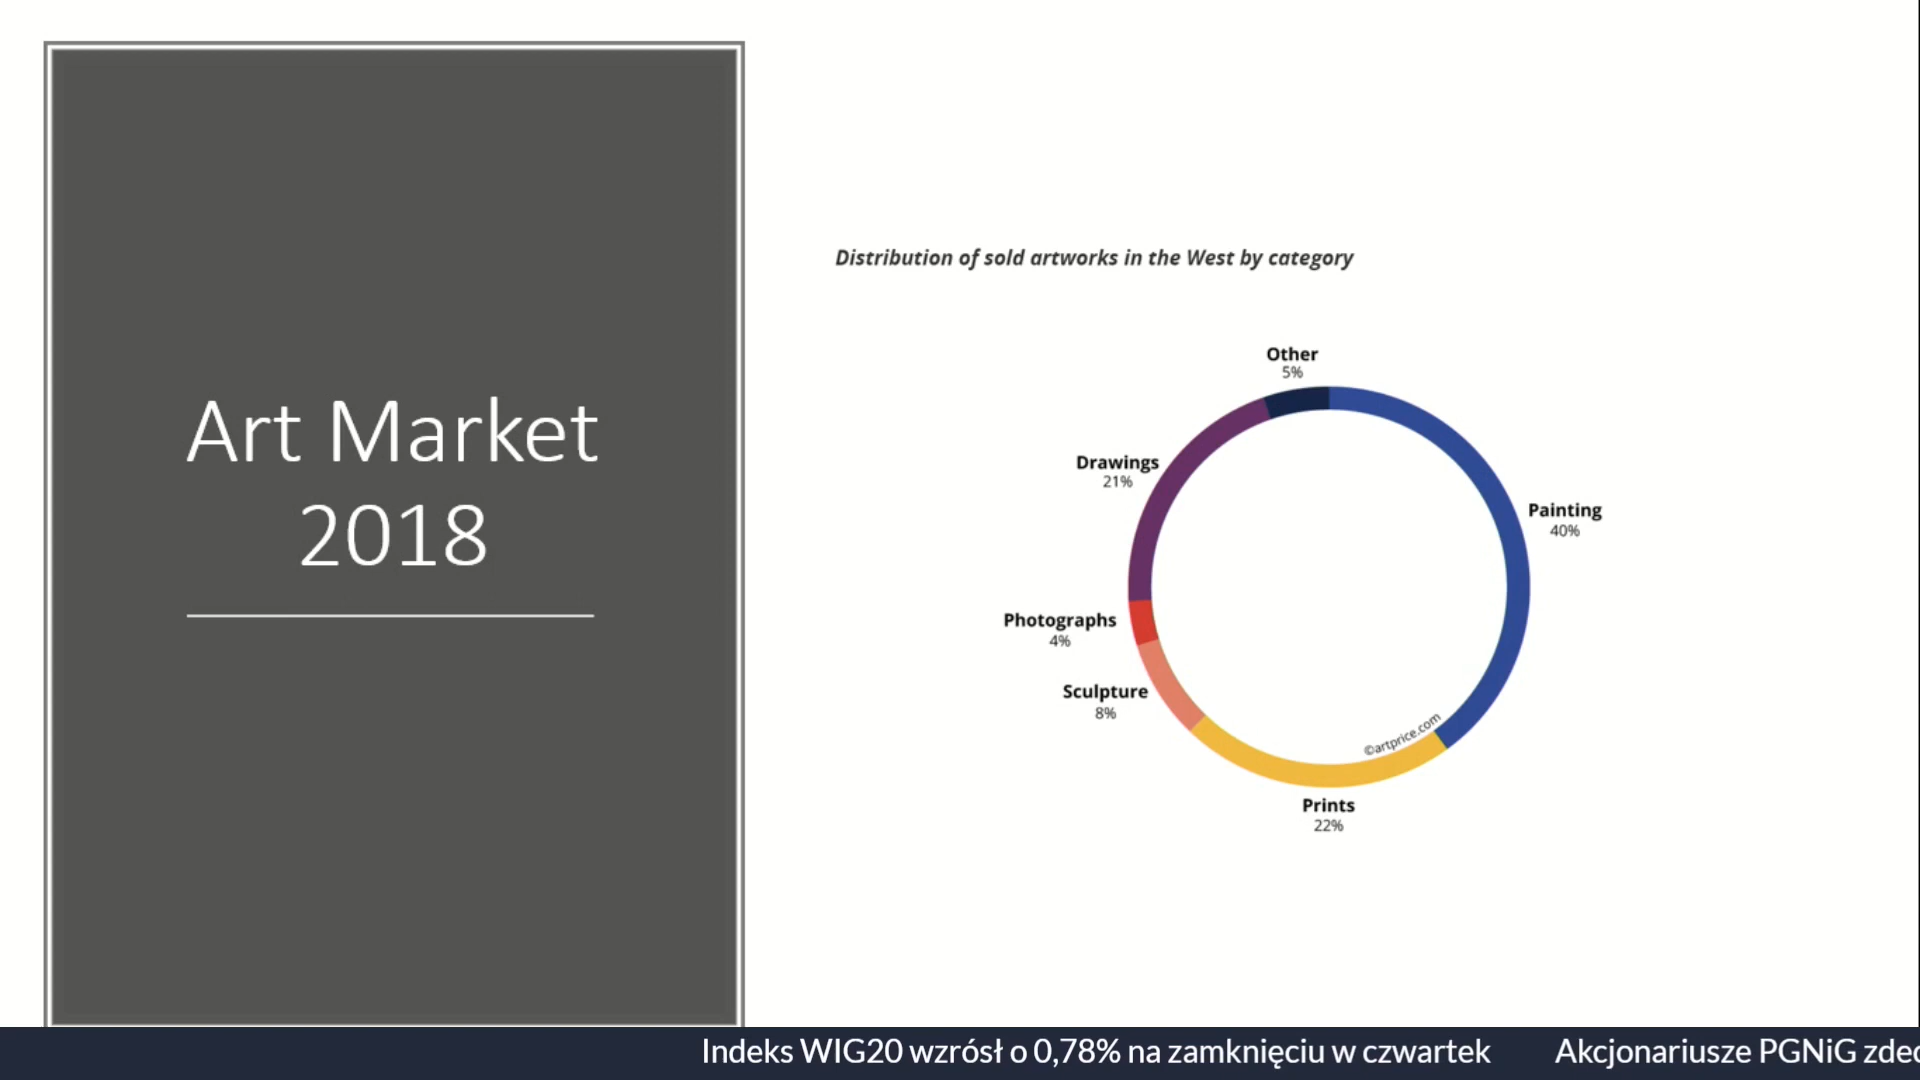 Art Market
2018
Distribution of sold artworks in the West by category
Other
5%
Drawings
21%
Painting
40%
Photographs
4%
Sculpture
8%
©artprice.com
Prints
22%
Indeks WIG20 wzrósł o 0,78% na zamknięciu w czwartek Akcjonariusze PGNiG